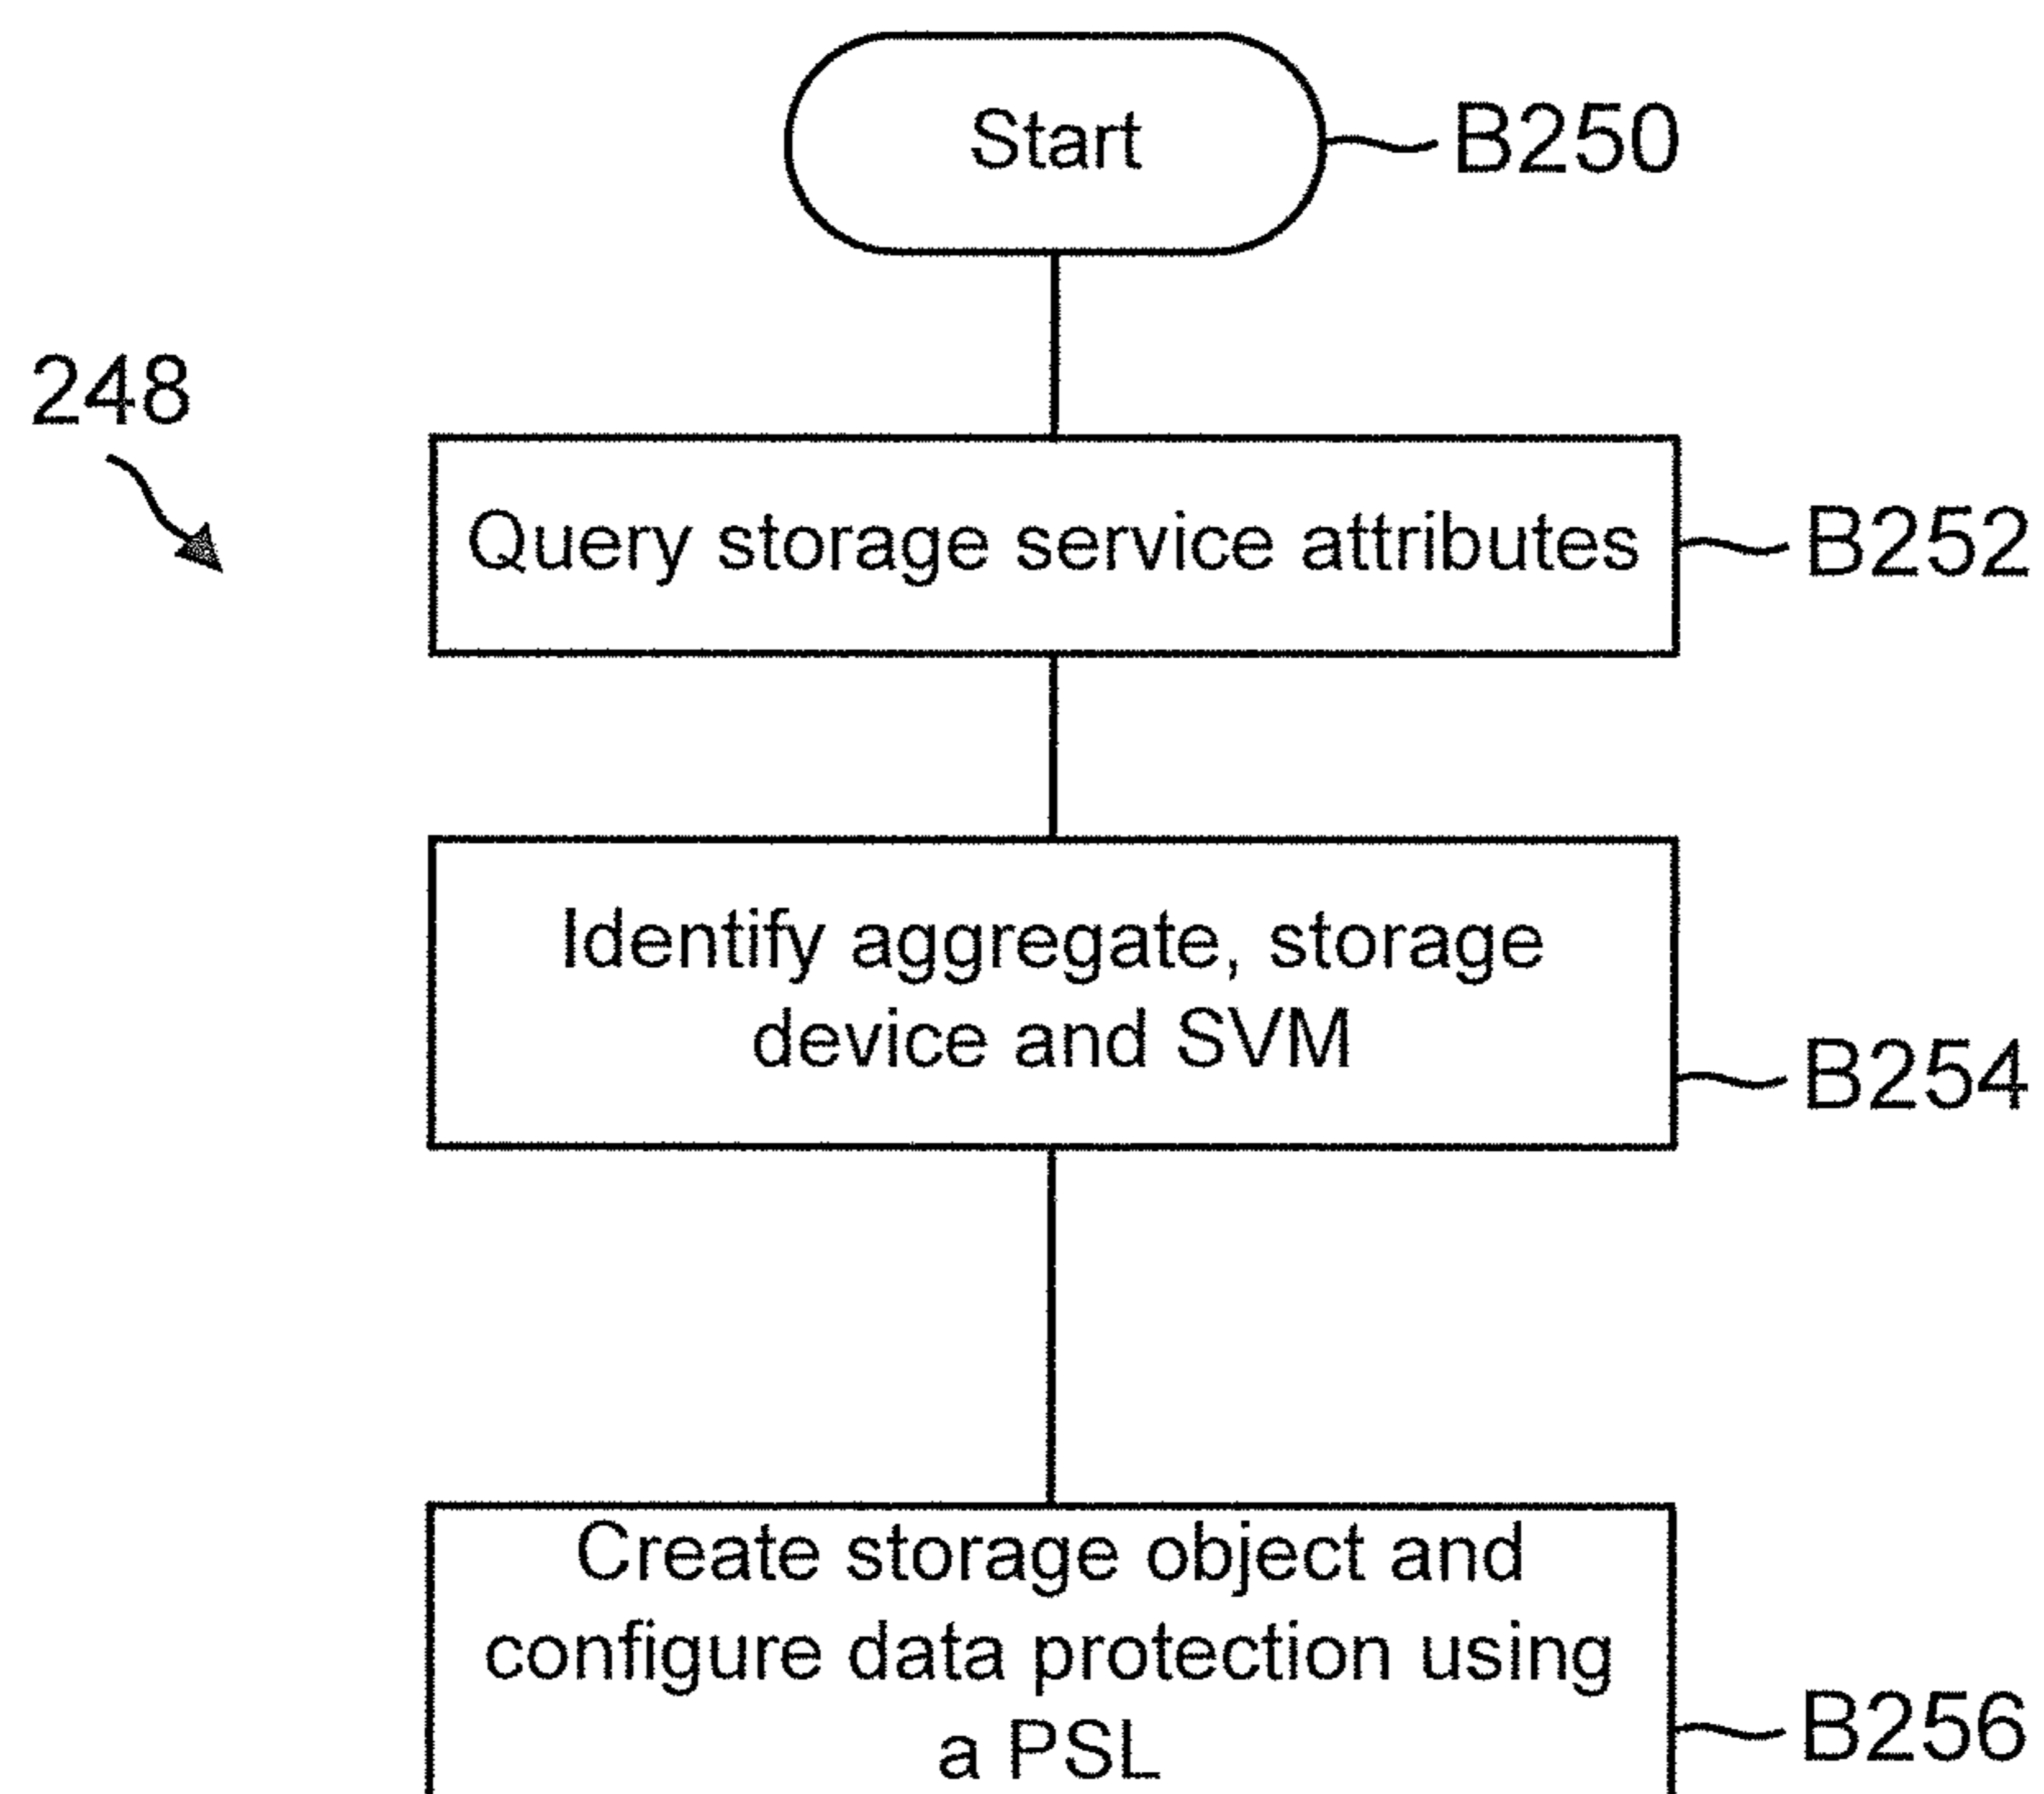 Start
B250
248
Query storage service attributes
B252
Identify aggregate, storage
device and SVM
B254
Create storage object and
configure data protection using
a PSL
B256